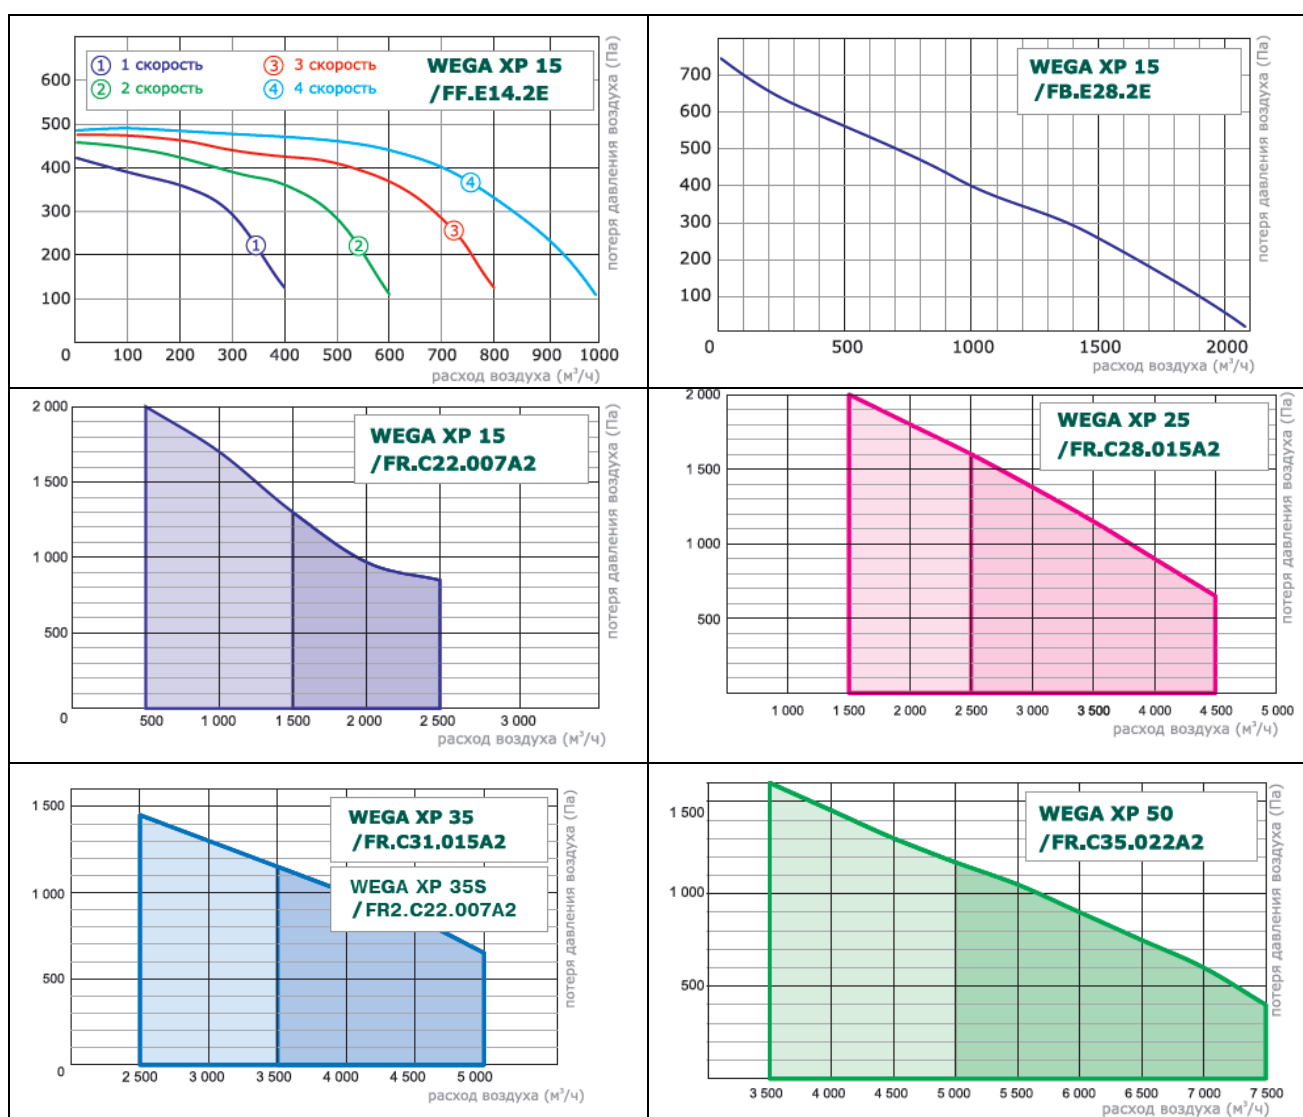 1 1 скорость
3 3 скорость
2 2 скорость
4 4 скорость
WEGA XP 15
/FF.E14.2E
600
500
400
300
200
100
1
2
3
4
0 100 200 300 400 500 600 700 800 900 1000
расход воздуха (м³/ч)
потеря давления воздуха (Па)
WEGA XP 15
/FB.E28.2E
700
600
500
400
300
200
100
0 500 1000 1500 2000
расход воздуха (м³/ч)
потеря давления воздуха (Па)
WEGA XP 15
/FR.C22.007A2
2 000
1 500
1 000
500
0
500 1 000 1 500 2 000 2 500 3 000
расход воздуха (м³/ч)
потеря давления воздуха (Па)
WEGA XP 25
/FR.C28.015A2
2 000
1 500
1 000
500
1 000 1 500 2 000 2 500 3 000 3 500 4 000 4 500 5 000
расход воздуха (м³/ч)
потеря давления воздуха (Па)
WEGA XP 35
/FR.C31.015A2
WEGA XP 35S
/FR2.C22.007A2
1 500
1 000
500
0
2 500 3 000 3 500 4 000 4 500 5 000
расход воздуха (м³/ч)
потеря давления воздуха (Па)
WEGA XP 50
/FR.C35.022A2
1 500
1 000
500
3 500 4 000 4 500 5 000 5 500 6 000 6 500 7 000 7 500
расход воздуха (м³/ч)
потеря давления воздуха (Па)